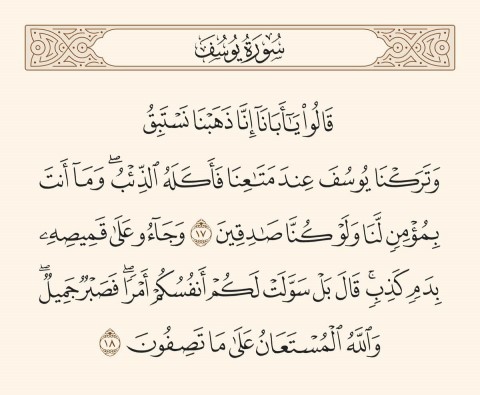 سُورَةُ يُوسُفَ
قَالُوا۟ يَٰٓأَبَانَآ إِنَّا ذَهَبْنَا نَسْتَبِقُ
وَتَرَكْنَا يُوسُفَ عِندَ مَتَٰعِنَا فَأَكَلَهُ ٱلذِّئْبُ ۖ وَمَآ أَنتَ
بِمُؤْمِنٍ لَّنَا وَلَوْ كُنَّا صَٰدِقِينَ ١٧ وَجَآءُو عَلَىٰ قَمِيصِهِۦ
بِدَمٍ كَذِبٍ ۚ قَالَ بَلْ سَوَّلَتْ لَكُمْ أَنفُسُكُمْ أَمْرًا ۖ فَصَبْرٌ جَمِيلٌ ۖ
وَٱللَّهُ ٱلْمُسْتَعَانُ عَلَىٰ مَا تَصِفُونَ ١٨